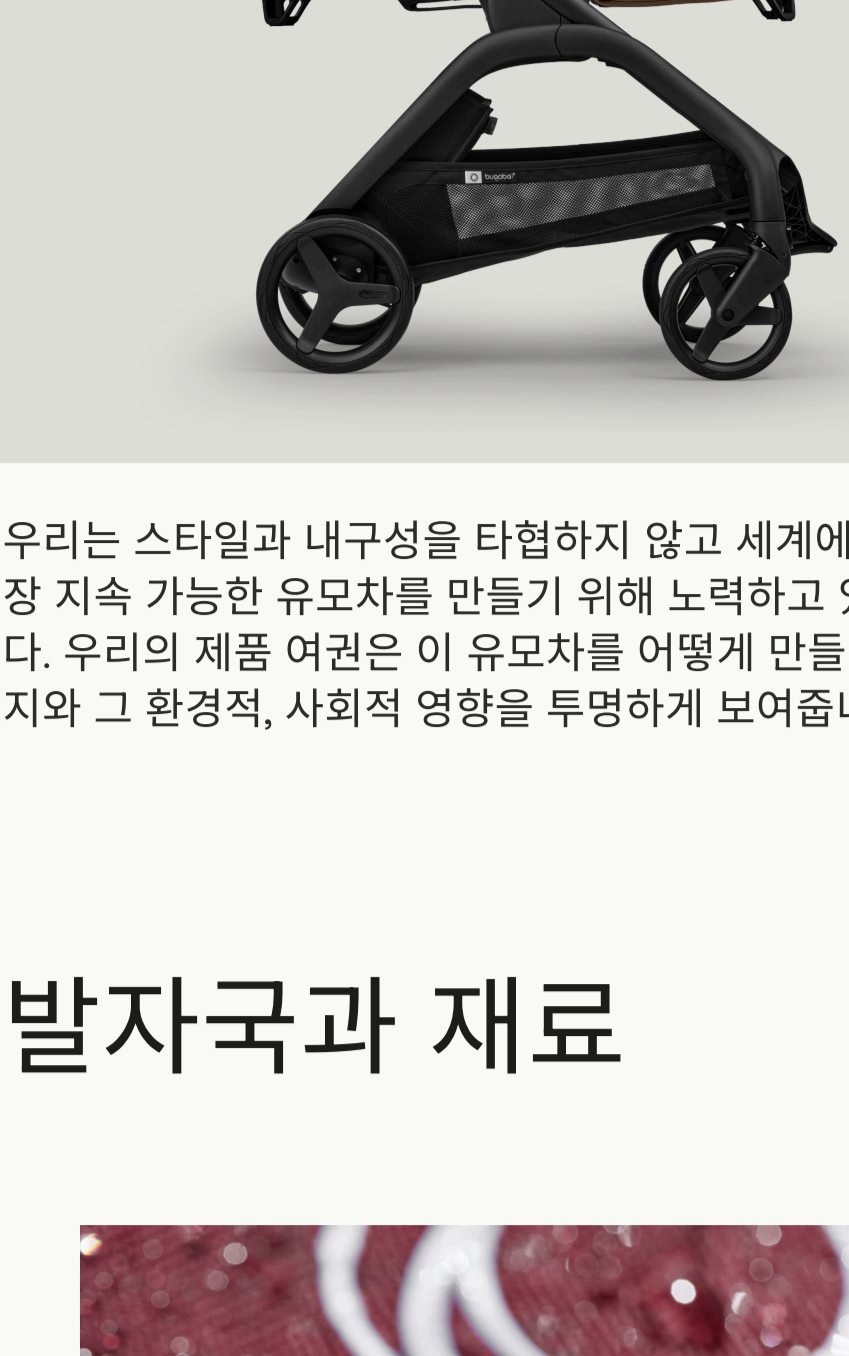 bugaboo
우리는 스타일과 내구성을 타협하지 않고 세계에
장 지속 가능한 유모차를 만들기 위해 노력하고
다. 우리의 제품 여권은 이 유모차를 어떻게 만들
지와 그 환경적, 사회적 영향을 투명하게 보여줍
발자국과 재료